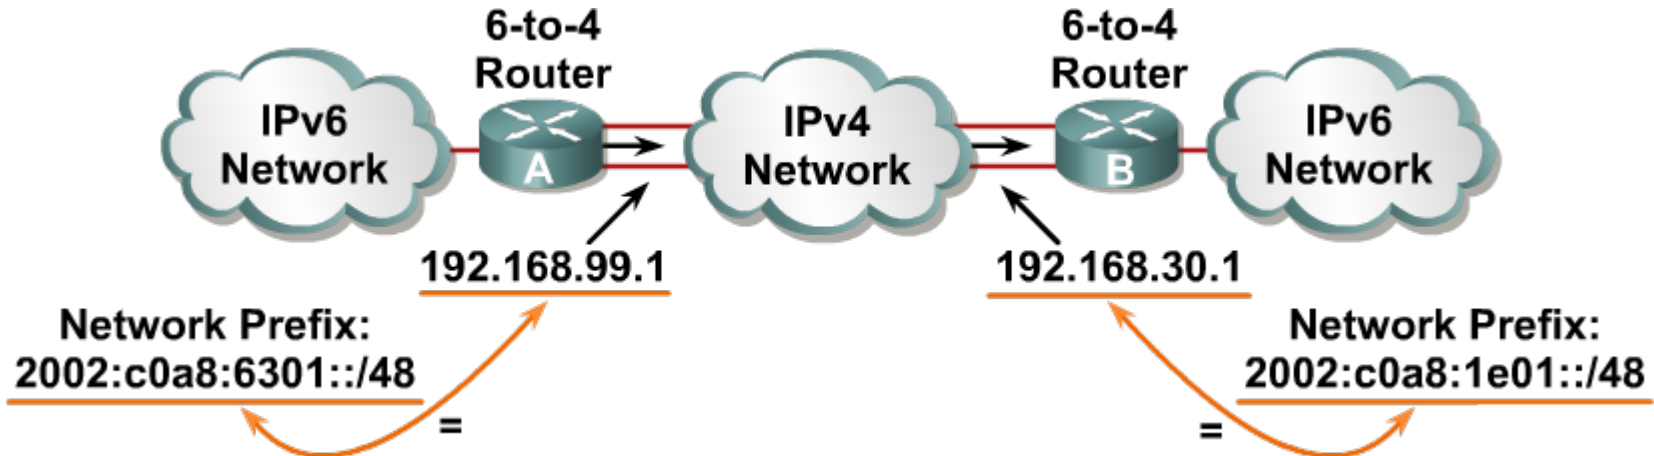 6-to-4
Router
6-to-4
Router
IPv6
Network
A
IPv4
Network
B
IPv6
Network
192.168.99.1
192.168.30.1
Network Prefix:
2002:c0a8:6301::/48
Network Prefix:
2002:c0a8:1e01::/48
=
=